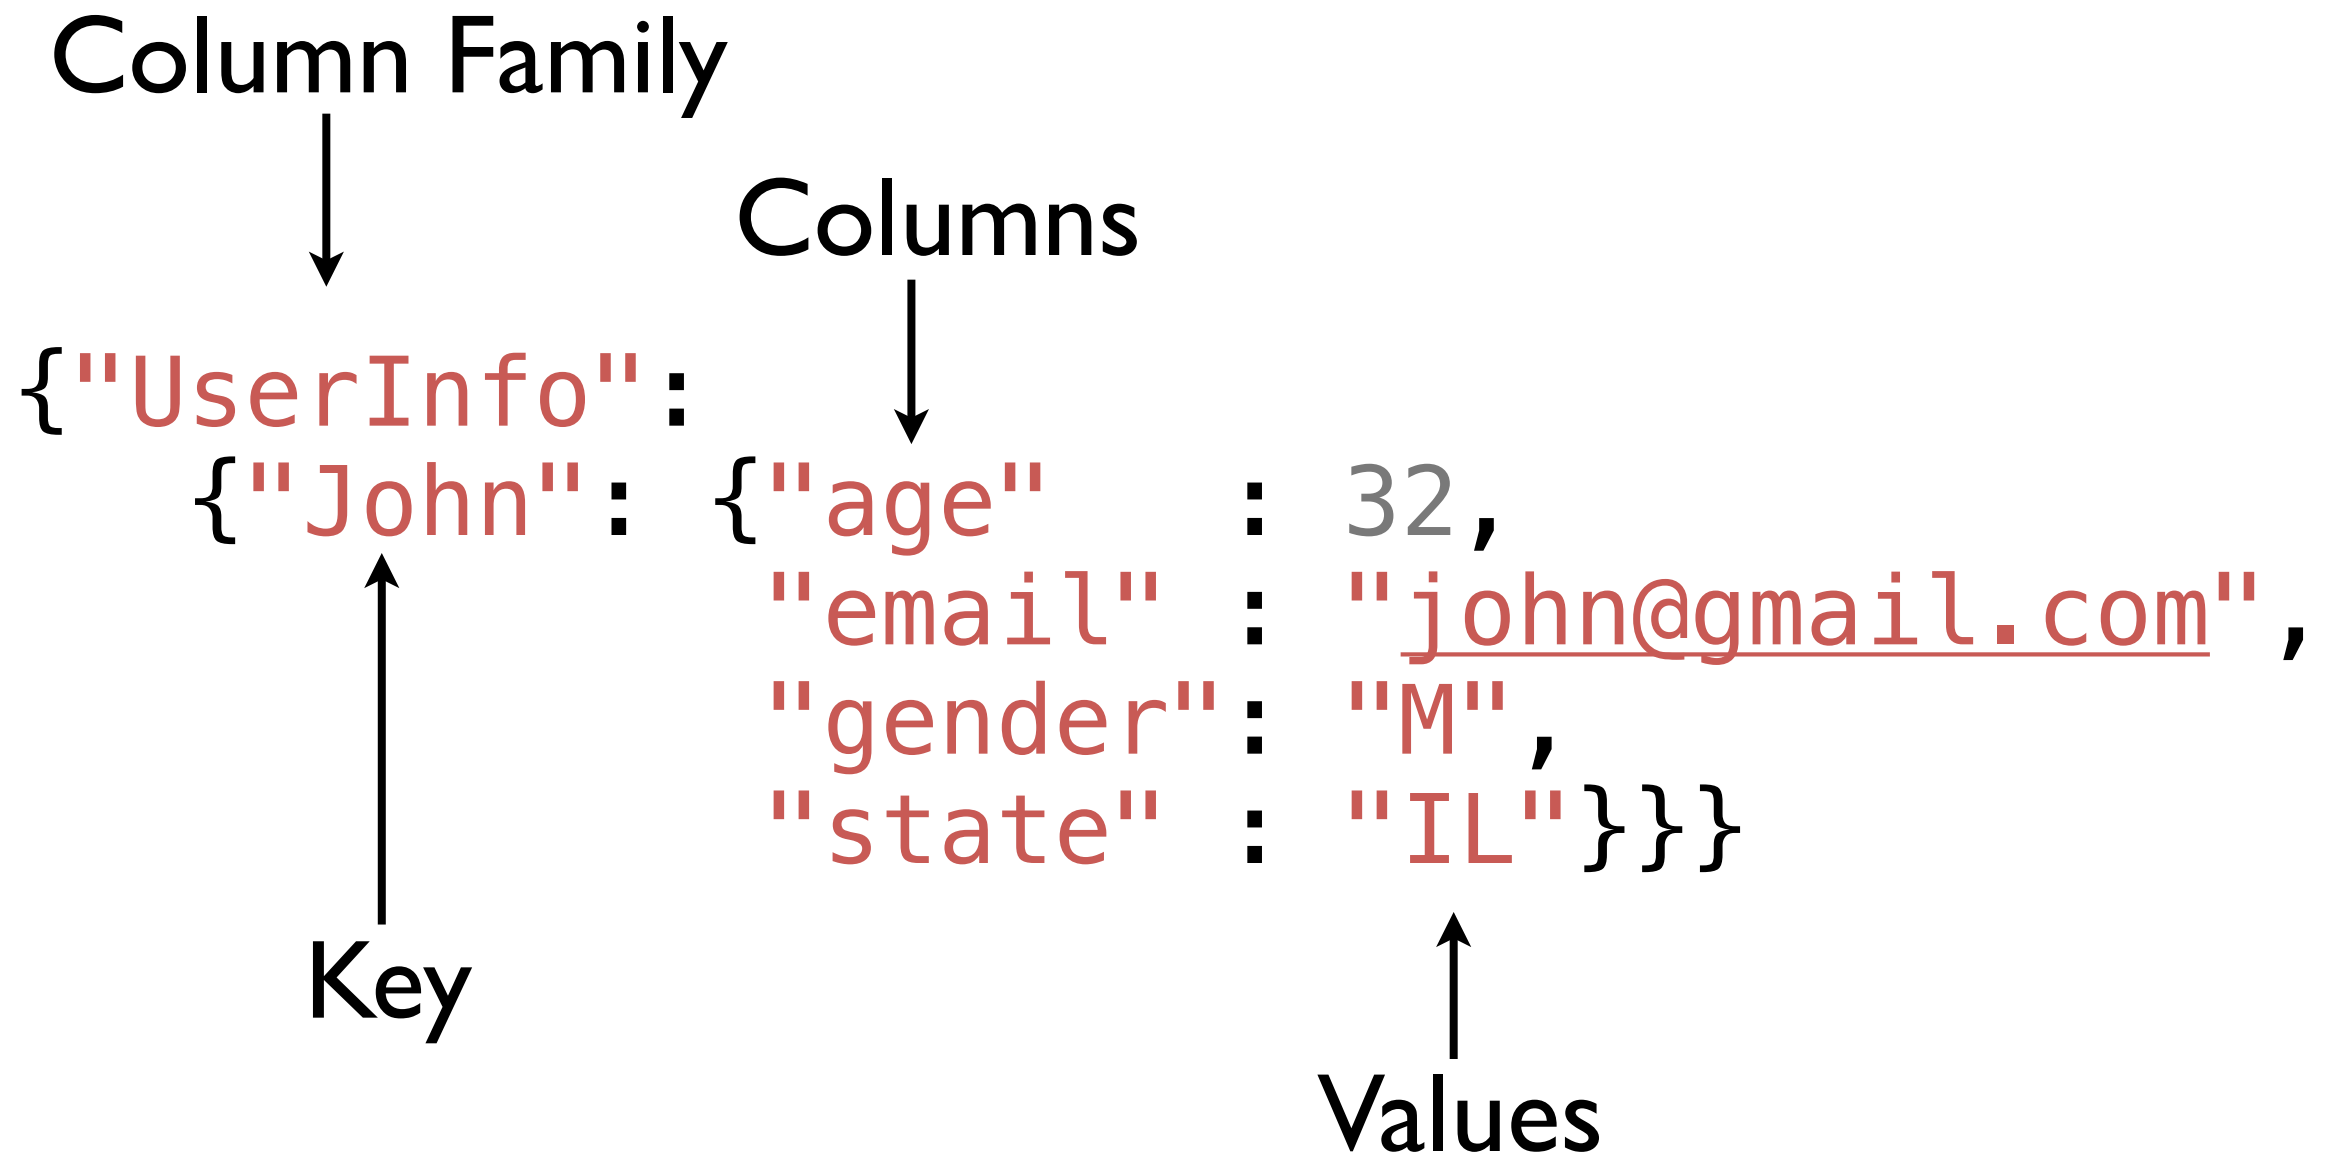 Column Family
Columns
{"UserInfo":
{"John": {"age" : 32,
"email" : "john@gmail.com",
"gender": "M",
"state" : "IL"}}}
Key
Values